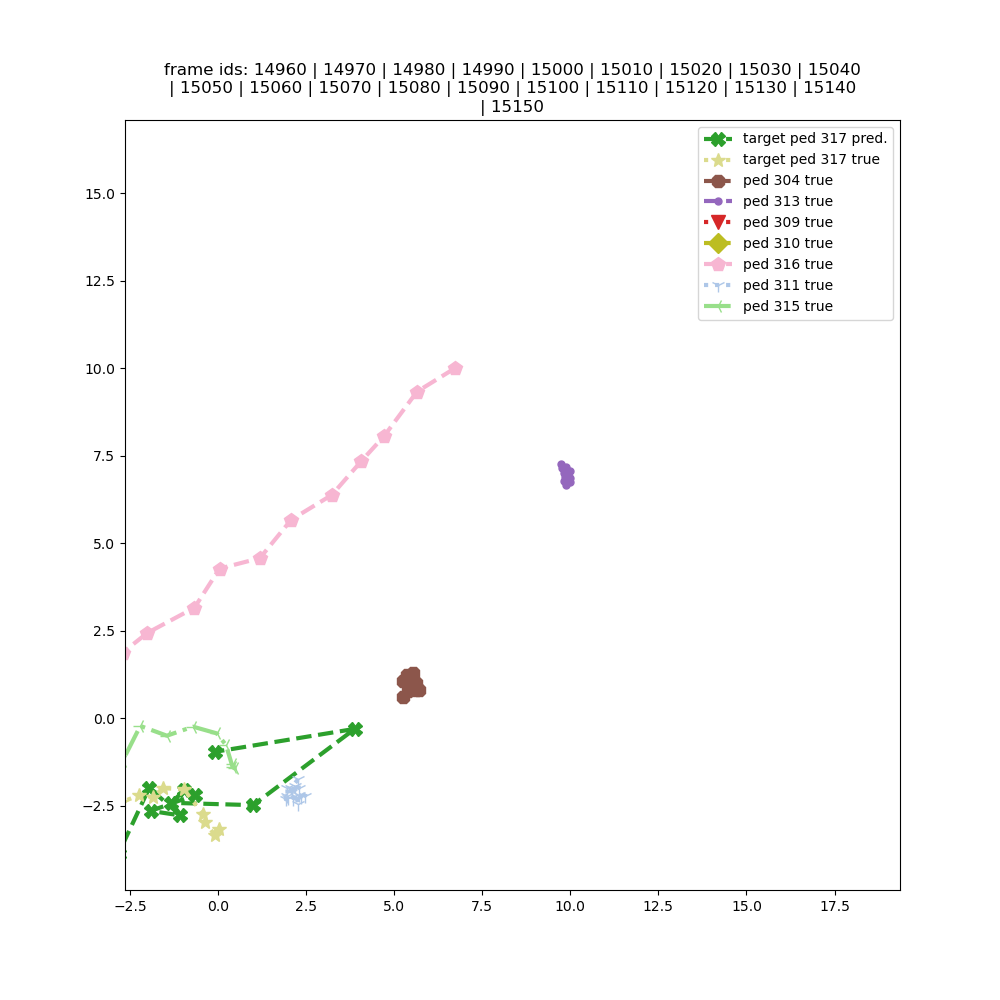 frame ids: 14960 | 14970 | 14980 | 14990 | 15000 | 15010 | 15020 | 15030 | 15040
| 15050 | 15060 | 15070 | 15080 | 15090 | 15100 | 15110 | 15120 | 15130 | 15140
| 15150
target ped 317 pred.
target ped 317 true
ped 304 true
ped 313 true
ped 309 true
ped 310 true
ped 316 true
ped 311 true
ped 315 true
15.0
12.5
10.0
7.5
5.0
2.5
0.0
−2.5
−2.5 0.0 2.5 5.0 7.5 10.0 12.5 15.0 17.5